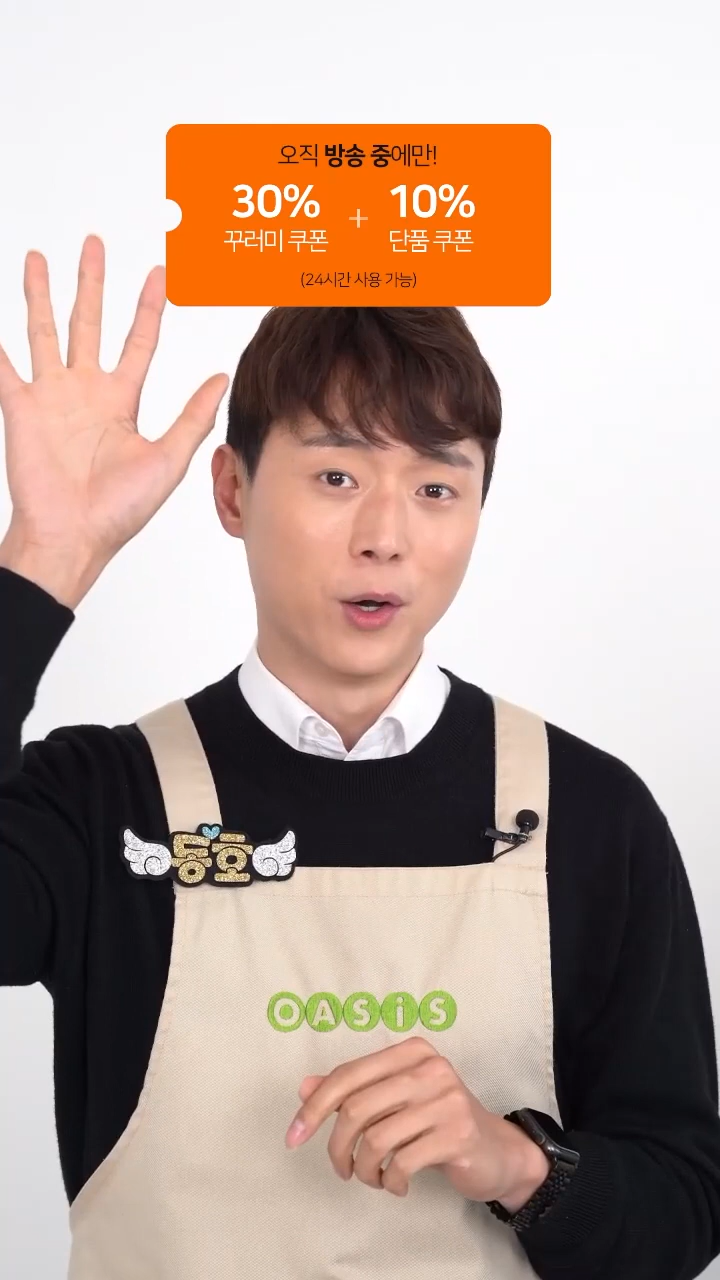 오직 방송 중에만!
30% + 10%
꾸러미 쿠폰 단품 쿠폰
(24시간 사용 가능)
동호
OASiS